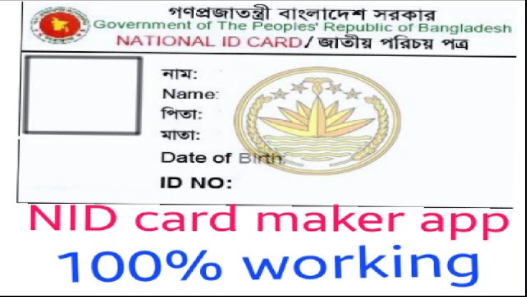 গণপ্রজাতন্ত্রী বাংলাদেশ সরকার
Government of The Peoples' Republic of Bangladesh
NATIONAL ID CARD / জাতীয় পরিচয় পত্র
নাম:
Name:
পিতা:
মাতা:
Date of Birth:
ID NO:
NID card maker app
100% working